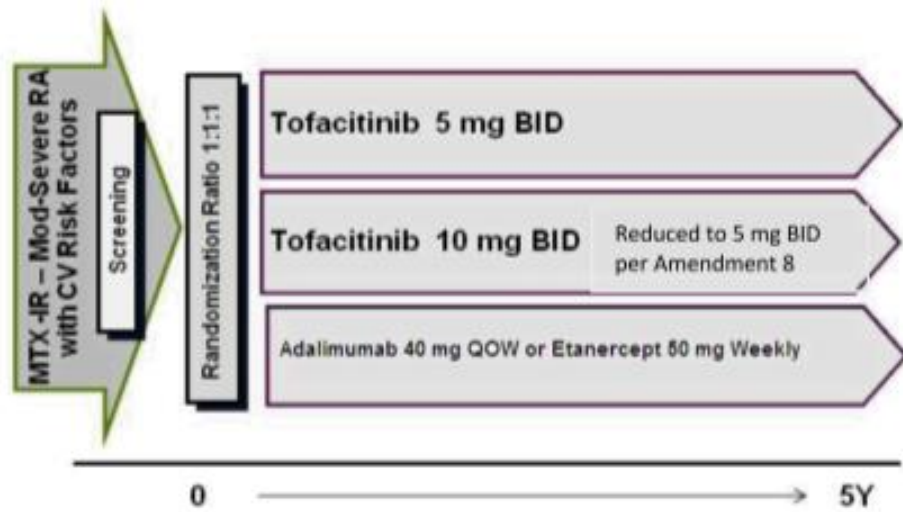 MTX -IR – Mod-Severe RA
with CV Risk Factors
Screening
Randomization Ratio 1:1:1
Tofacitinib 5 mg BID
Tofacitinib 10 mg BID
Reduced to 5 mg BID
per Amendment 8
Adalimumab 40 mg QOW or Etanercept 50 mg Weekly
0
5Y